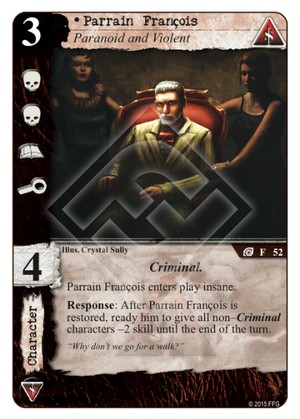 3
• Parrain François
Paranoid and Violent
Illus. Crystal Sully
F 52
4
Character
Criminal.
Parrain François enters play insane.
Response: After Parrain François is
restored, ready him to give all non–Criminal
characters –2 skill until the end of the turn.
“Why don’t we go for a walk?”
© 2015 FFG